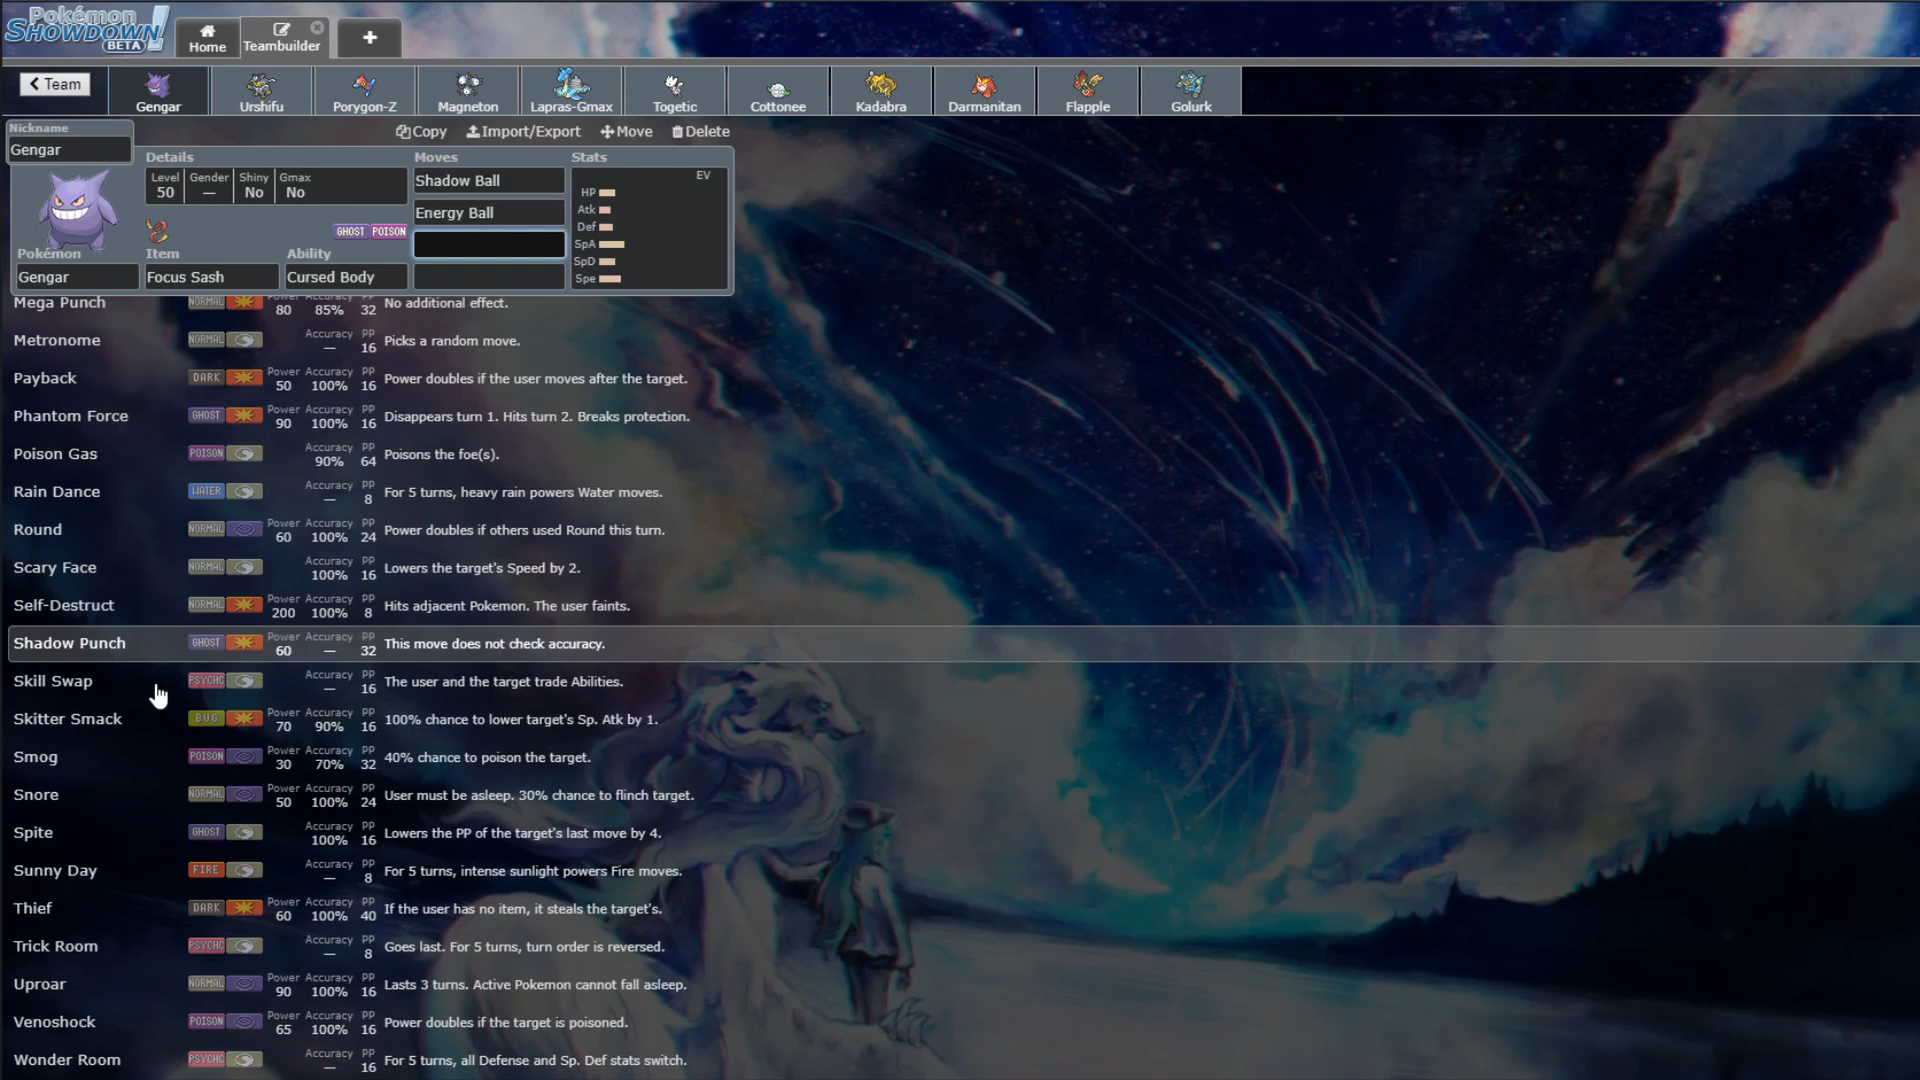 Pokémon
SHOWDOWN!
BETA
Home
Teambuilder
+
Team
Gengar
Urshifu
Porygon-Z
Magneton
Lapras-Gmax
Togetic
Cottonee
Kadabra
Darmanitan
Flapple
Golurk
Nickname
Gengar
Copy Import/Export Move Delete
Details
Level Gender Shiny Gmax
50 — No No
GHOST POISON
Pokémon
Gengar
Item
Focus Sash
Ability
Cursed Body
Moves
Shadow Ball
Energy Ball
Stats
EV
HP
Atk
Def
SpA
SpD
Spe
Mega Punch NORMAL 80 85% PP 32 No additional effect.
Metronome NORMAL Accuracy — PP 16 Picks a random move.
Payback DARK Power 50 Accuracy 100% PP 16 Power doubles if the user moves after the target.
Phantom Force GHOST Power 90 Accuracy 100% PP 16 Disappears turn 1. Hits turn 2. Breaks protection.
Poison Gas POISON Accuracy 90% PP 64 Poisons the foe(s).
Rain Dance WATER Accuracy — PP 8 For 5 turns, heavy rain powers Water moves.
Round NORMAL Power 60 Accuracy 100% PP 24 Power doubles if others used Round this turn.
Scary Face NORMAL Accuracy 100% PP 16 Lowers the target's Speed by 2.
Self-Destruct NORMAL Power 200 Accuracy 100% PP 8 Hits adjacent Pokemon. The user faints.
Shadow Punch GHOST Power 60 Accuracy — PP 32 This move does not check accuracy.
Skill Swap PSYCHC Accuracy — PP 16 The user and the target trade Abilities.
Skitter Smack BUG Power 70 Accuracy 90% PP 16 100% chance to lower target's Sp. Atk by 1.
Smog POISON Power 30 Accuracy 70% PP 32 40% chance to poison the target.
Snore NORMAL Power 50 Accuracy 100% PP 24 User must be asleep. 30% chance to flinch target.
Spite GHOST Accuracy 100% PP 16 Lowers the PP of the target's last move by 4.
Sunny Day FIRE Accuracy — PP 8 For 5 turns, intense sunlight powers Fire moves.
Thief DARK Power 60 Accuracy 100% PP 40 If the user has no item, it steals the target's.
Trick Room PSYCHC Accuracy — PP 8 Goes last. For 5 turns, turn order is reversed.
Uproar NORMAL Power 90 Accuracy 100% PP 16 Lasts 3 turns. Active Pokemon cannot fall asleep.
Venoshock POISON Power 65 Accuracy 100% PP 16 Power doubles if the target is poisoned.
Wonder Room PSYCHC Accuracy — PP 16 For 5 turns, all Defense and Sp. Def stats switch.